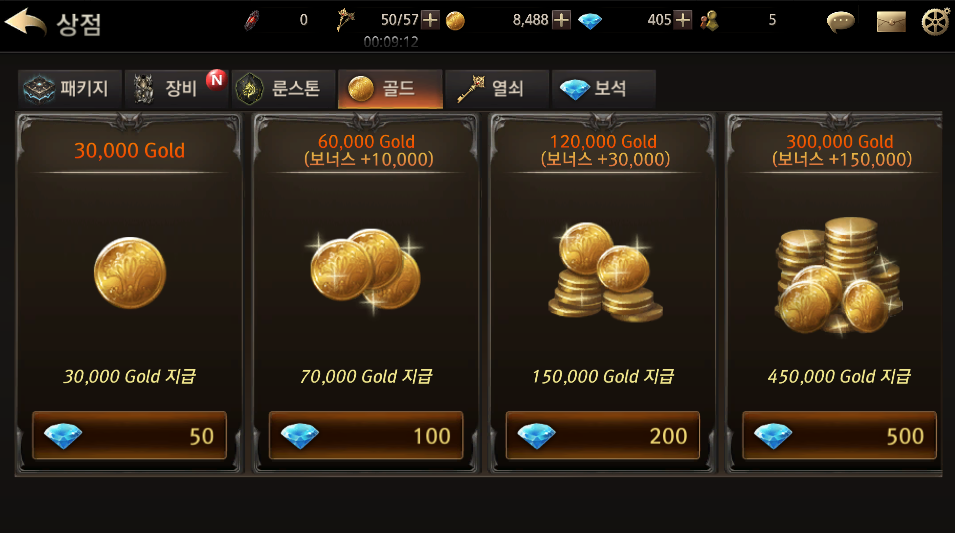 상점
0
50/57
00:09:12
8,488
405
5
패키지
장비
N
룬스톤
골드
열쇠
보석
30,000 Gold
30,000 Gold 지급
50
60,000 Gold
(보너스 +10,000)
70,000 Gold 지급
100
120,000 Gold
(보너스 +30,000)
150,000 Gold 지급
200
300,000 Gold
(보너스 +150,000)
450,000 Gold 지급
500